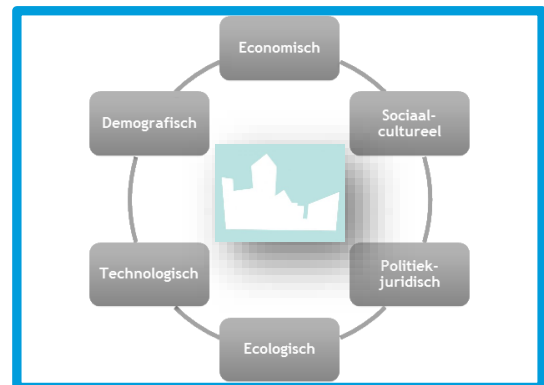 Economisch
Sociaal-
cultureel
Politiek-
juridisch
Ecologisch
Technologisch
Demografisch